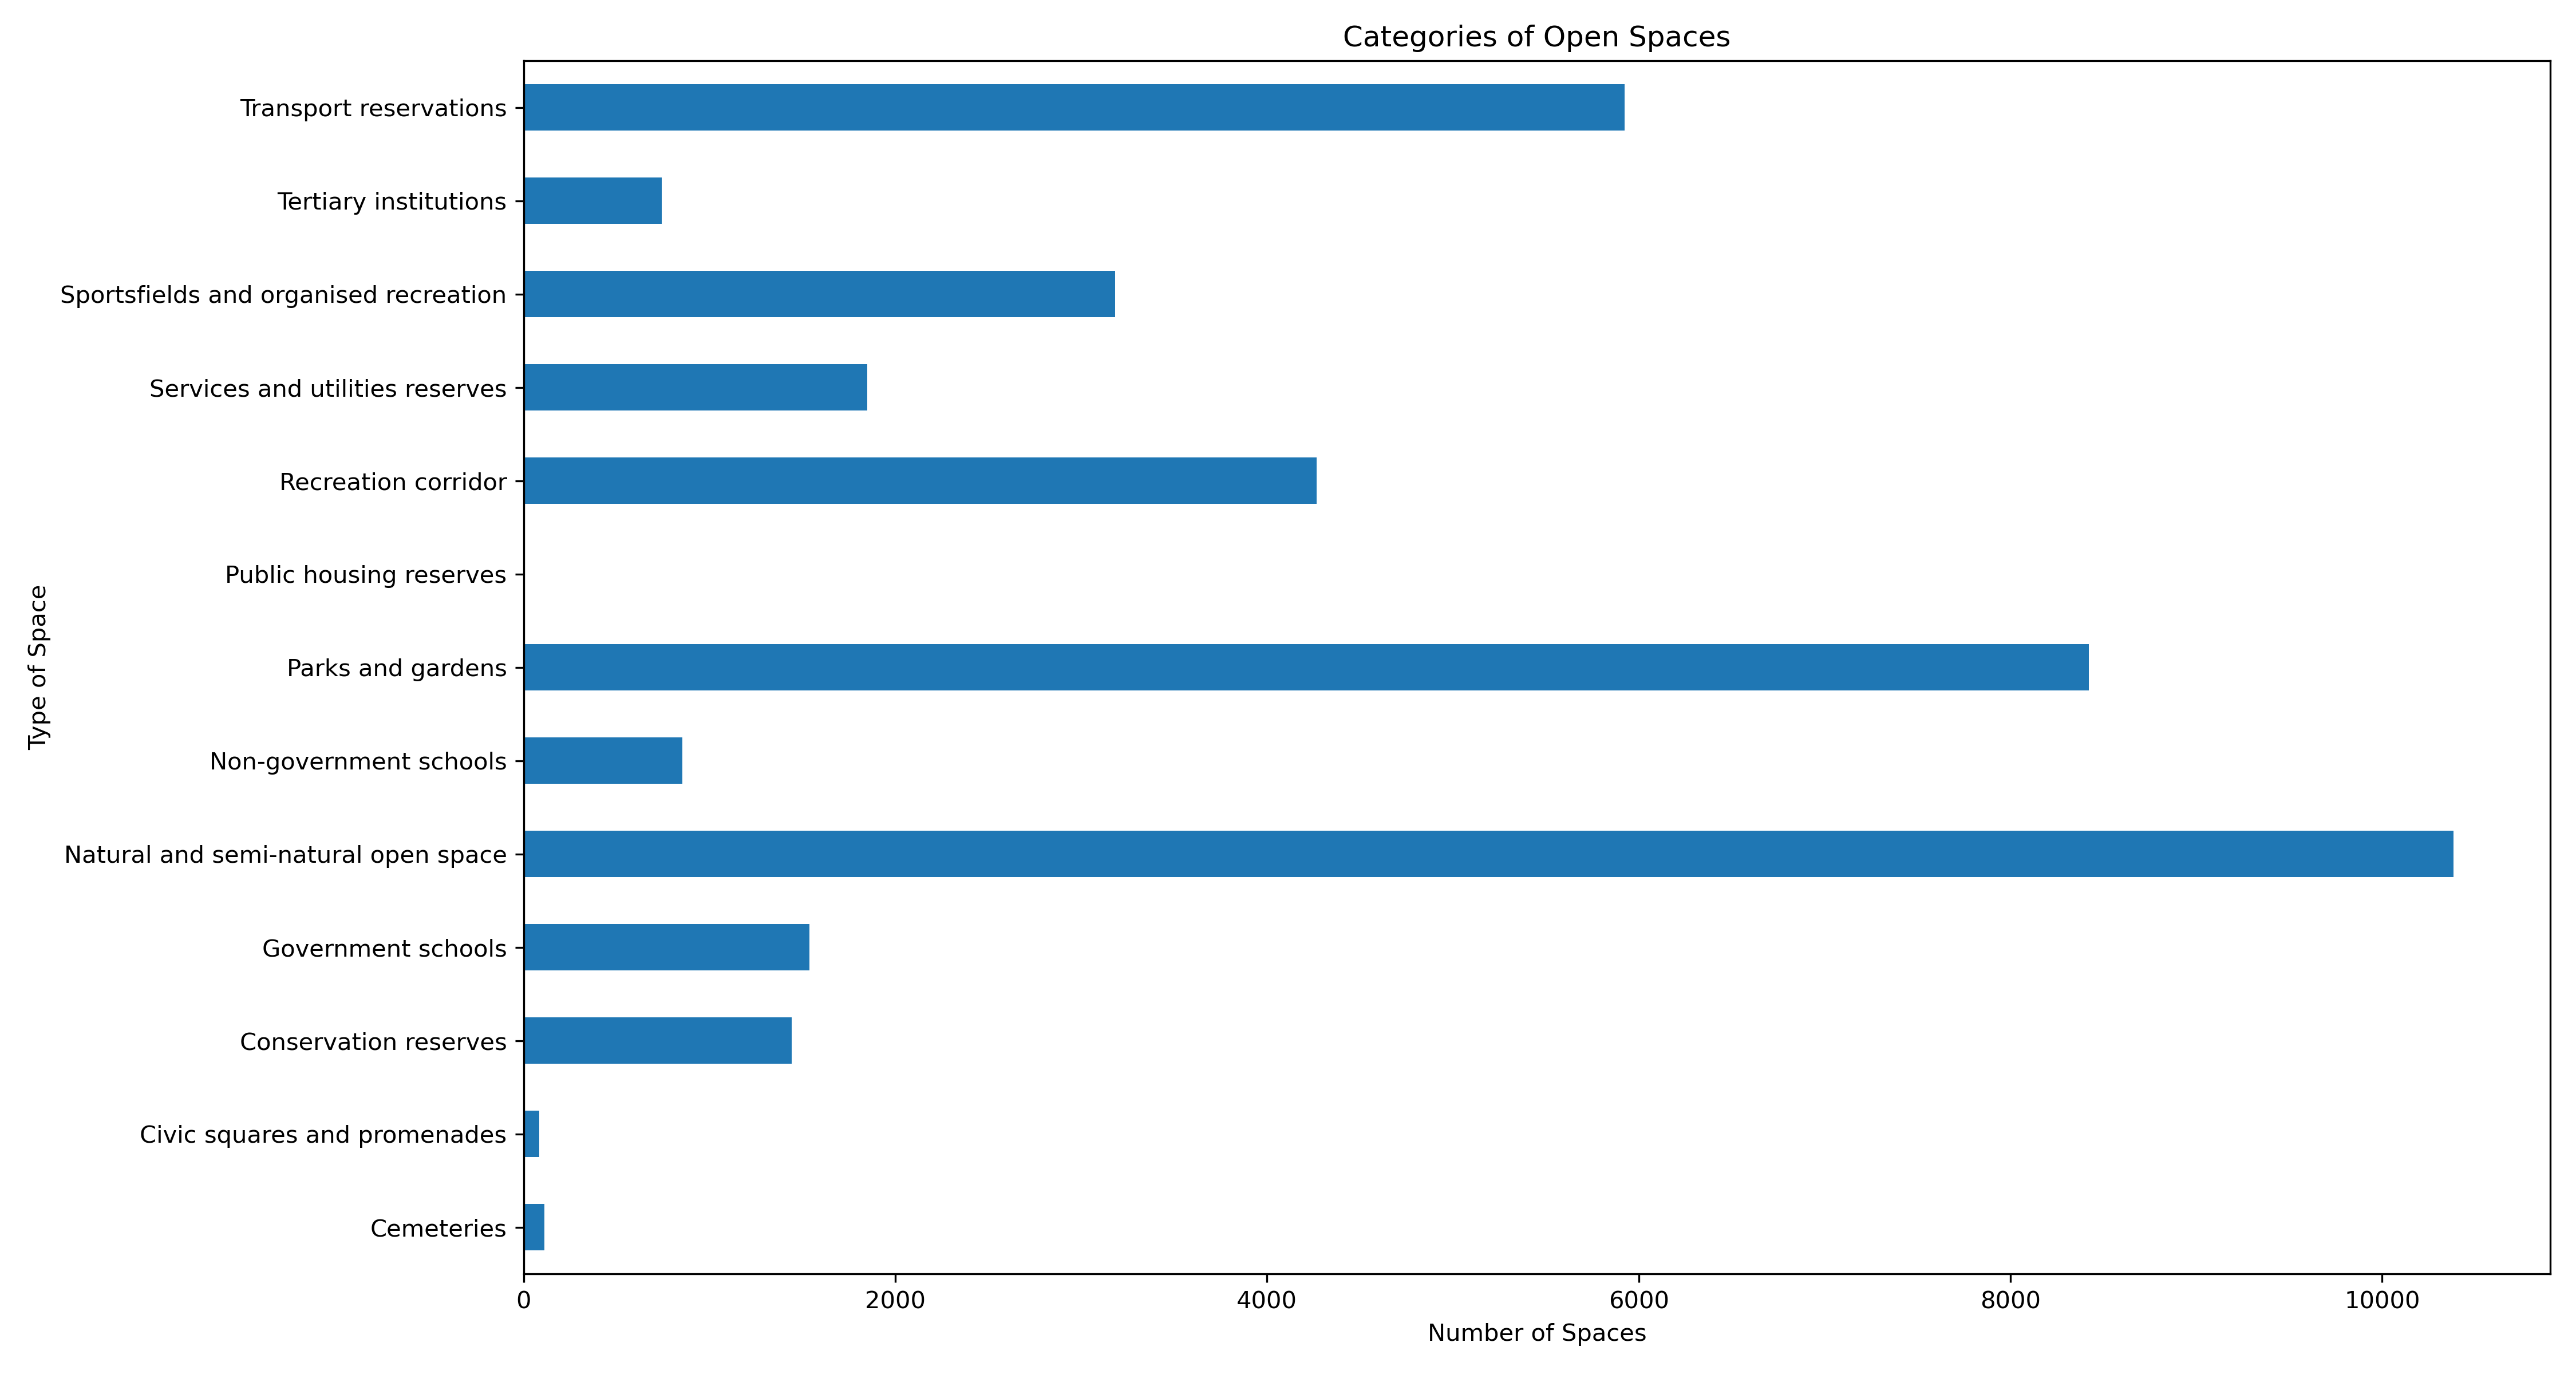 Categories of Open Spaces
Type of Space
Transport reservations
Tertiary institutions
Sportsfields and organised recreation
Services and utilities reserves
Recreation corridor
Public housing reserves
Parks and gardens
Non-government schools
Natural and semi-natural open space
Government schools
Conservation reserves
Civic squares and promenades
Cemeteries
0 2000 4000 6000 8000 10000
Number of Spaces